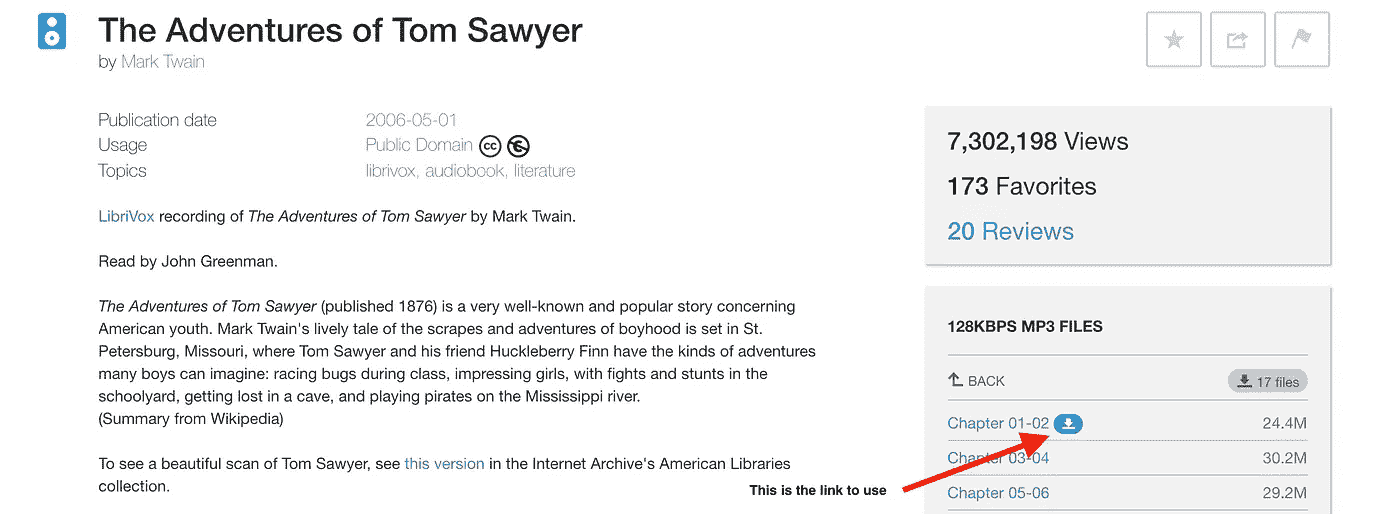 The Adventures of Tom Sawyer
by Mark Twain
Publication date 2006-05-01
Usage Public Domain
Topics librivox, audiobook, literature
LibriVox recording of The Adventures of Tom Sawyer by Mark Twain.
Read by John Greenman.
The Adventures of Tom Sawyer (published 1876) is a very well-known and popular story concerning
American youth. Mark Twain's lively tale of the scrapes and adventures of boyhood is set in St.
Petersburg, Missouri, where Tom Sawyer and his friend Huckleberry Finn have the kinds of adventures
many boys can imagine: racing bugs during class, impressing girls, with fights and stunts in the
schoolyard, getting lost in a cave, and playing pirates on the Mississippi river.
(Summary from Wikipedia)
To see a beautiful scan of Tom Sawyer, see this version in the Internet Archive's American Libraries
collection.
7,302,198 Views
173 Favorites
20 Reviews
128KBPS MP3 FILES
BACK 17 files
Chapter 01-02 24.4M
Chapter 03-04 30.2M
Chapter 05-06 29.2M
This is the link to use